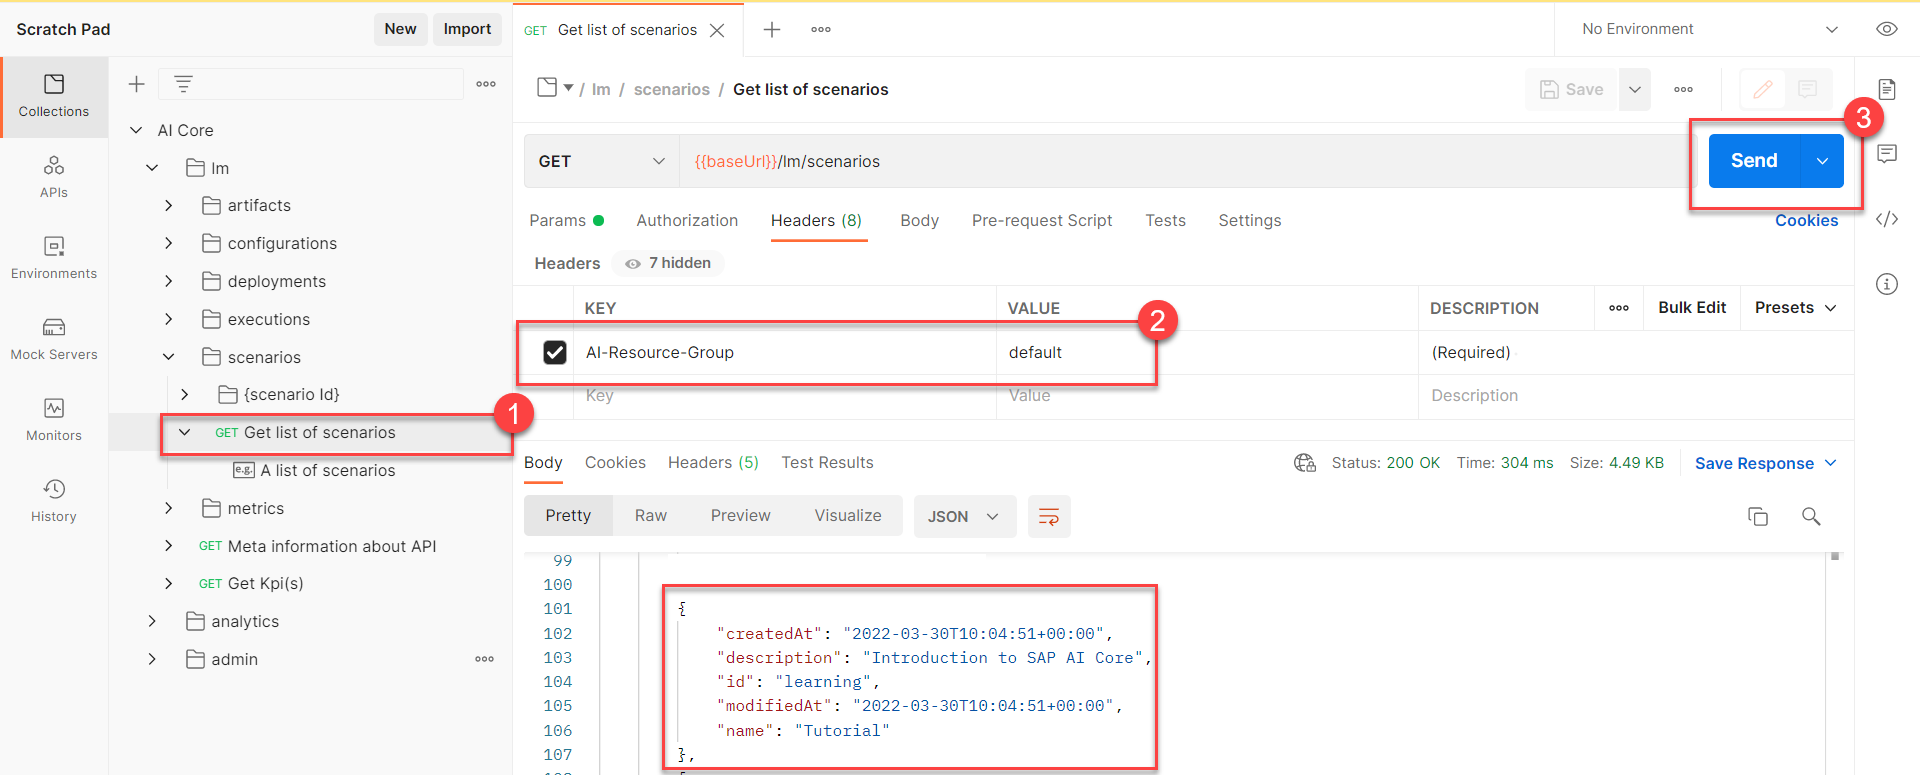 Scratch Pad
New
Import
GET Get list of scenarios
No Environment
Collections
APIs
Environments
Mock Servers
Monitors
History
AI Core
lm
artifacts
configurations
deployments
executions
scenarios
{scenario Id}
GET Get list of scenarios
1
e.g. A list of scenarios
metrics
GET Meta information about API
GET Get Kpi(s)
analytics
admin
/ lm / scenarios / Get list of scenarios
Save
GET {{baseUrl}}/lm/scenarios
Send
3
Params Authorization Headers (8) Body Pre-request Script Tests Settings Cookies
Headers 7 hidden
KEY VALUE DESCRIPTION Bulk Edit Presets
2
AI-Resource-Group default (Required)
Key Value Description
Body Cookies Headers (5) Test Results Status: 200 OK Time: 304 ms Size: 4.49 KB Save Response
Pretty Raw Preview Visualize JSON
99
100
101 {
102 "createdAt": "2022-03-30T10:04:51+00:00",
103 "description": "Introduction to SAP AI Core",
104 "id": "learning",
105 "modifiedAt": "2022-03-30T10:04:51+00:00",
106 "name": "Tutorial"
107 },